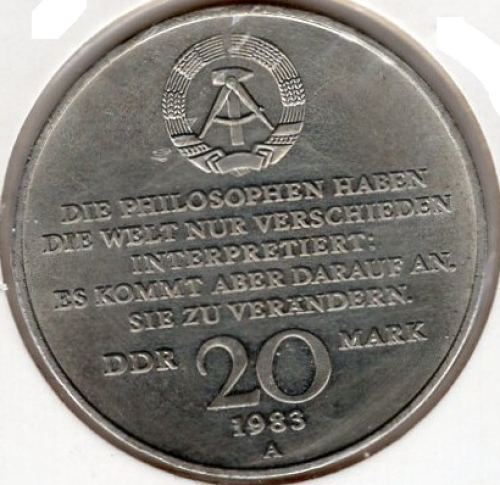 DIE PHILOSOPHEN HABEN
DIE WELT NUR VERSCHIEDEN
INTERPRETIERT:
ES KOMMT ABER DARAUF AN.
SIE ZU VERÄNDERN.
DDR 20 MARK
1983
A